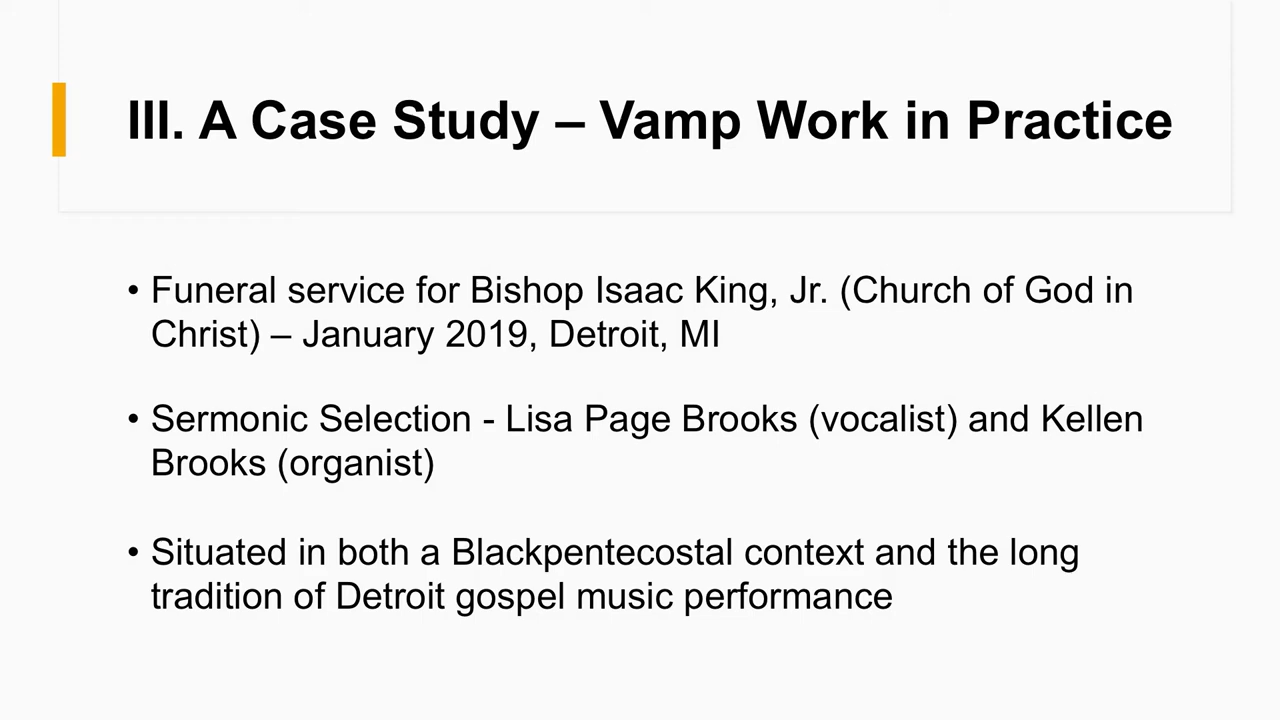 III. A Case Study – Vamp Work in Practice
• Funeral service for Bishop Isaac King, Jr. (Church of God in
Christ) – January 2019, Detroit, MI
• Sermonic Selection - Lisa Page Brooks (vocalist) and Kellen
Brooks (organist)
• Situated in both a Blackpentecostal context and the long
tradition of Detroit gospel music performance